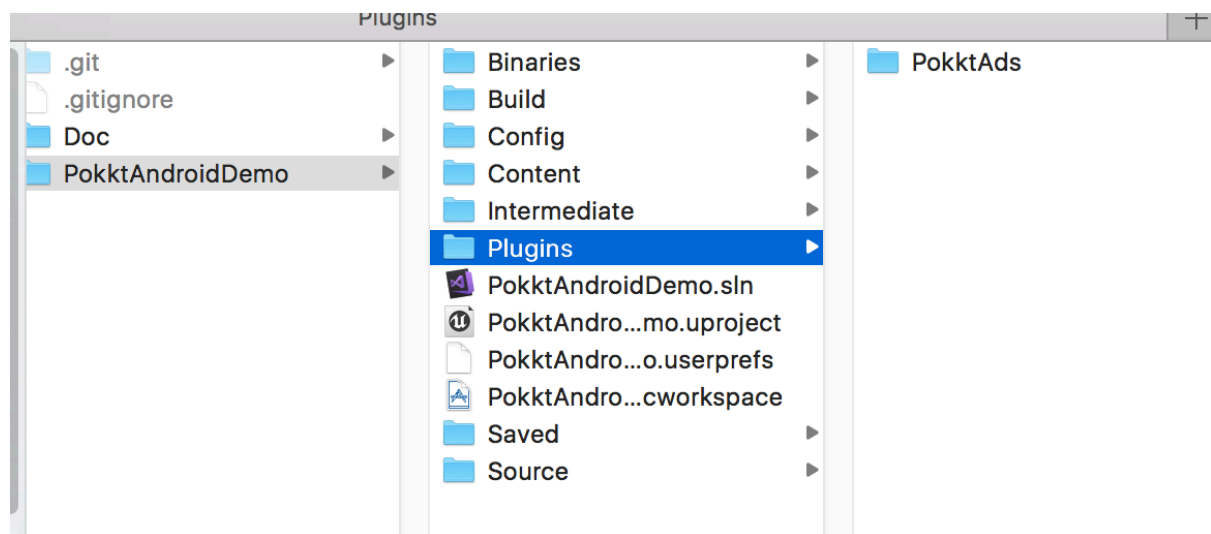 Plugins
.git
.gitignore
Doc
PokktAndroidDemo
Binaries
Build
Config
Content
Intermediate
Plugins
PokktAndroidDemo.sln
PokktAndro...mo.uproject
PokktAndro...o.userprefs
PokktAndro...cworkspace
Saved
Source
PokktAds